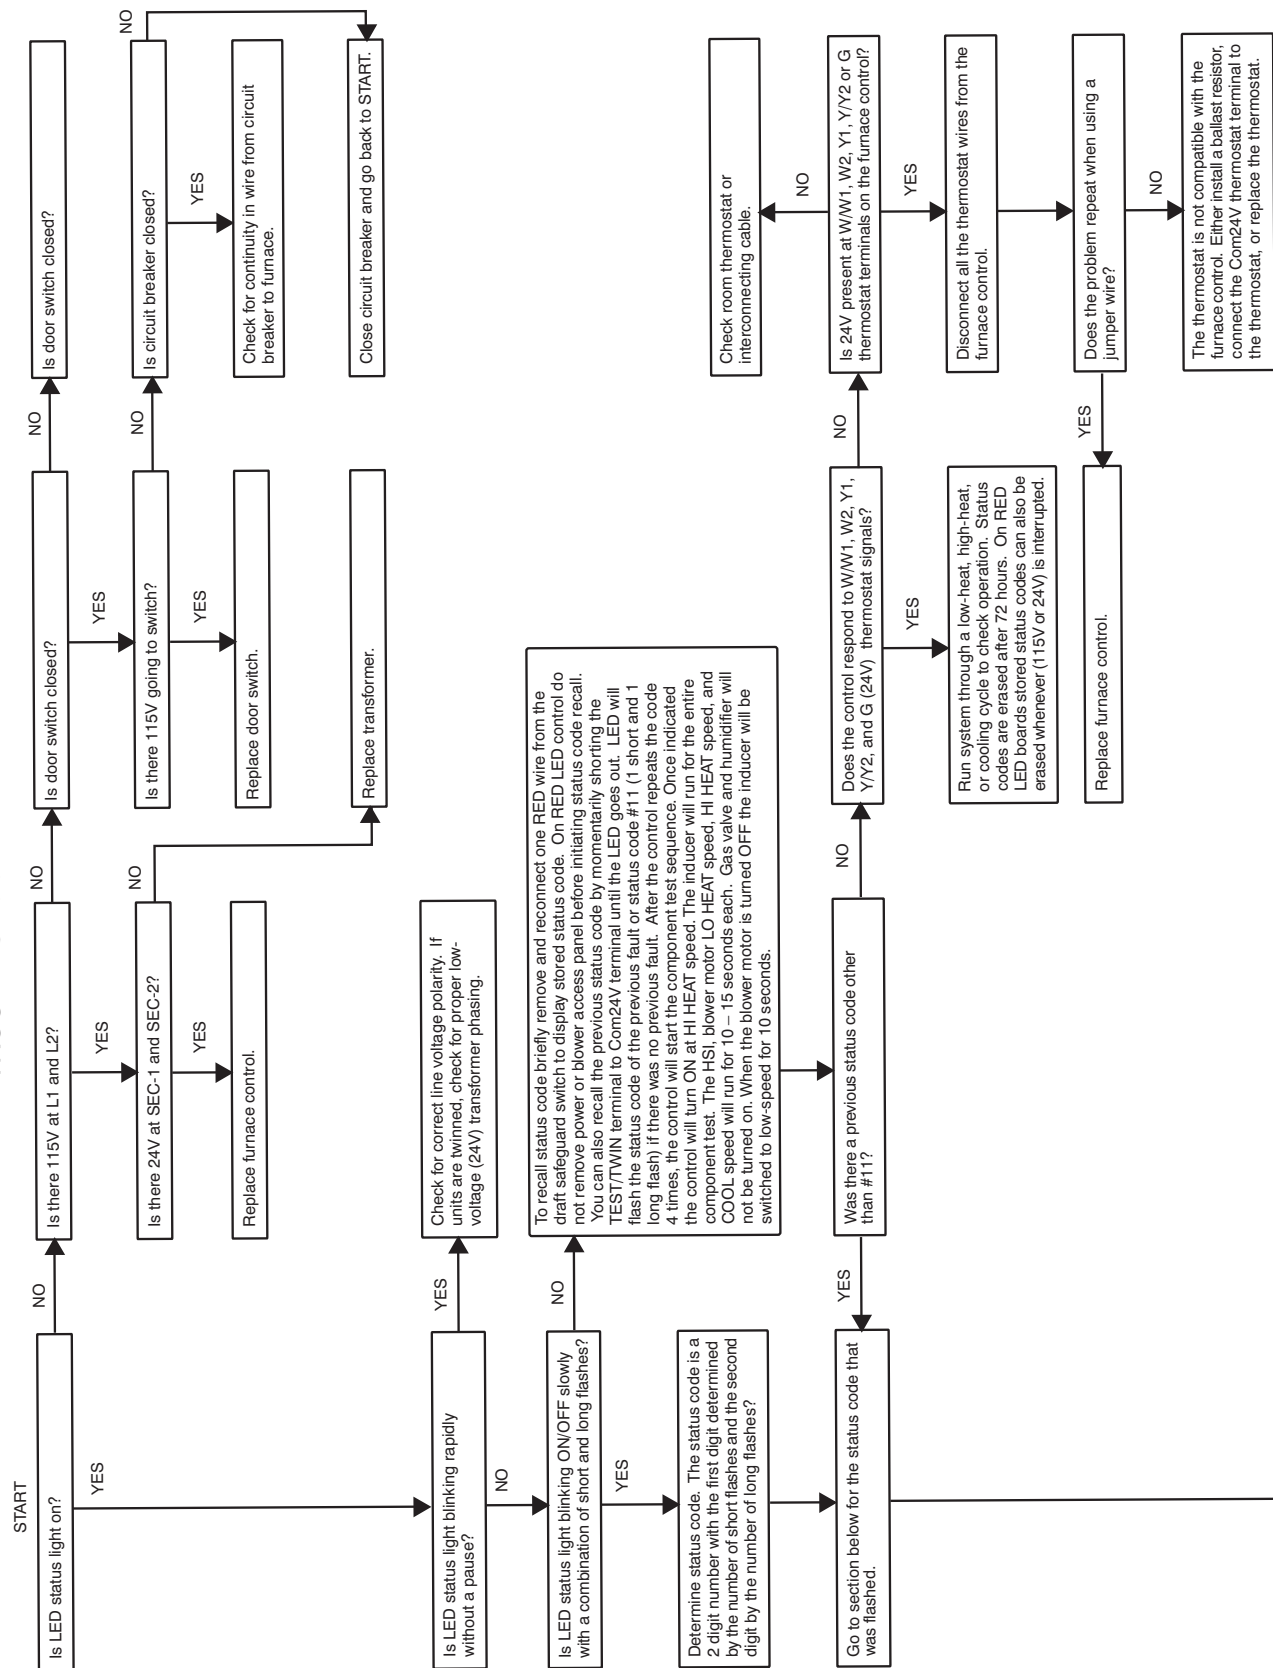 START
Is LED status light on?
NO
YES
Is there 115V at L1 and L2?
NO
YES
Is door switch closed?
NO
YES
Is door switch closed?
Is there 24V at SEC-1 and SEC-2?
NO
YES
Is there 115V going to switch?
NO
YES
Is circuit breaker closed?
NO
YES
Replace furnace control.
Replace door switch.
Check for continuity in wire from circuit
breaker to furnace.
Replace transformer.
Close circuit breaker and go back to START.
Is LED status light blinking rapidly
without a pause?
YES
NO
Check for correct line voltage polarity. If
units are twinned, check for proper low-
voltage (24V) transformer phasing.
Is LED status light blinking ON/OFF slowly
with a combination of short and long flashes?
NO
YES
To recall status code briefly remove and reconnect one RED wire from the
draft safeguard switch to display stored status code. On RED LED control do
not remove power or blower access panel before initiating status code recall.
You can also recall the previous status code by momentarily shorting the
TEST/TWIN terminal to Com24V terminal until the LED goes out. LED will
flash the status code of the previous fault or status code #11 (1 short and 1
long flash) if there was no previous fault. After the control repeats the code
4 times, the control will start the component test sequence. Once indicated
the control will turn ON at HI HEAT speed. The inducer will run for the entire
component test. The HSI, blower motor LO HEAT speed, HI HEAT speed, and
COOL speed will run for 10 – 15 seconds each. Gas valve and humidifier will
not be turned on. When the blower motor is turned OFF the inducer will be
switched to low-speed for 10 seconds.
Determine status code. The status code is a
2 digit number with the first digit determined
by the number of short flashes and the second
digit by the number of long flashes?
Go to section below for the status code that
was flashed.
YES
Was there a previous status code other
than #11?
NO
Does the control respond to W/W1, W2, Y1,
Y/Y2, and G (24V) thermostat signals?
NO
YES
Is 24V present at W/W1, W2, Y1, Y/Y2 or G
thermostat terminals on the furnace control?
NO
YES
Check room thermostat or
interconnecting cable.
Run system through a low-heat, high-heat,
or cooling cycle to check operation. Status
codes are erased after 72 hours. On RED
LED boards stored status codes can also be
erased whenever (115V or 24V) is interrupted.
Disconnect all the thermostat wires from the
furnace control.
Does the problem repeat when using a
jumper wire?
YES
NO
Replace furnace control.
The thermostat is not compatible with the
furnace control. Either install a ballast resistor,
connect the Com24V thermostat terminal to
the thermostat, or replace the thermostat.